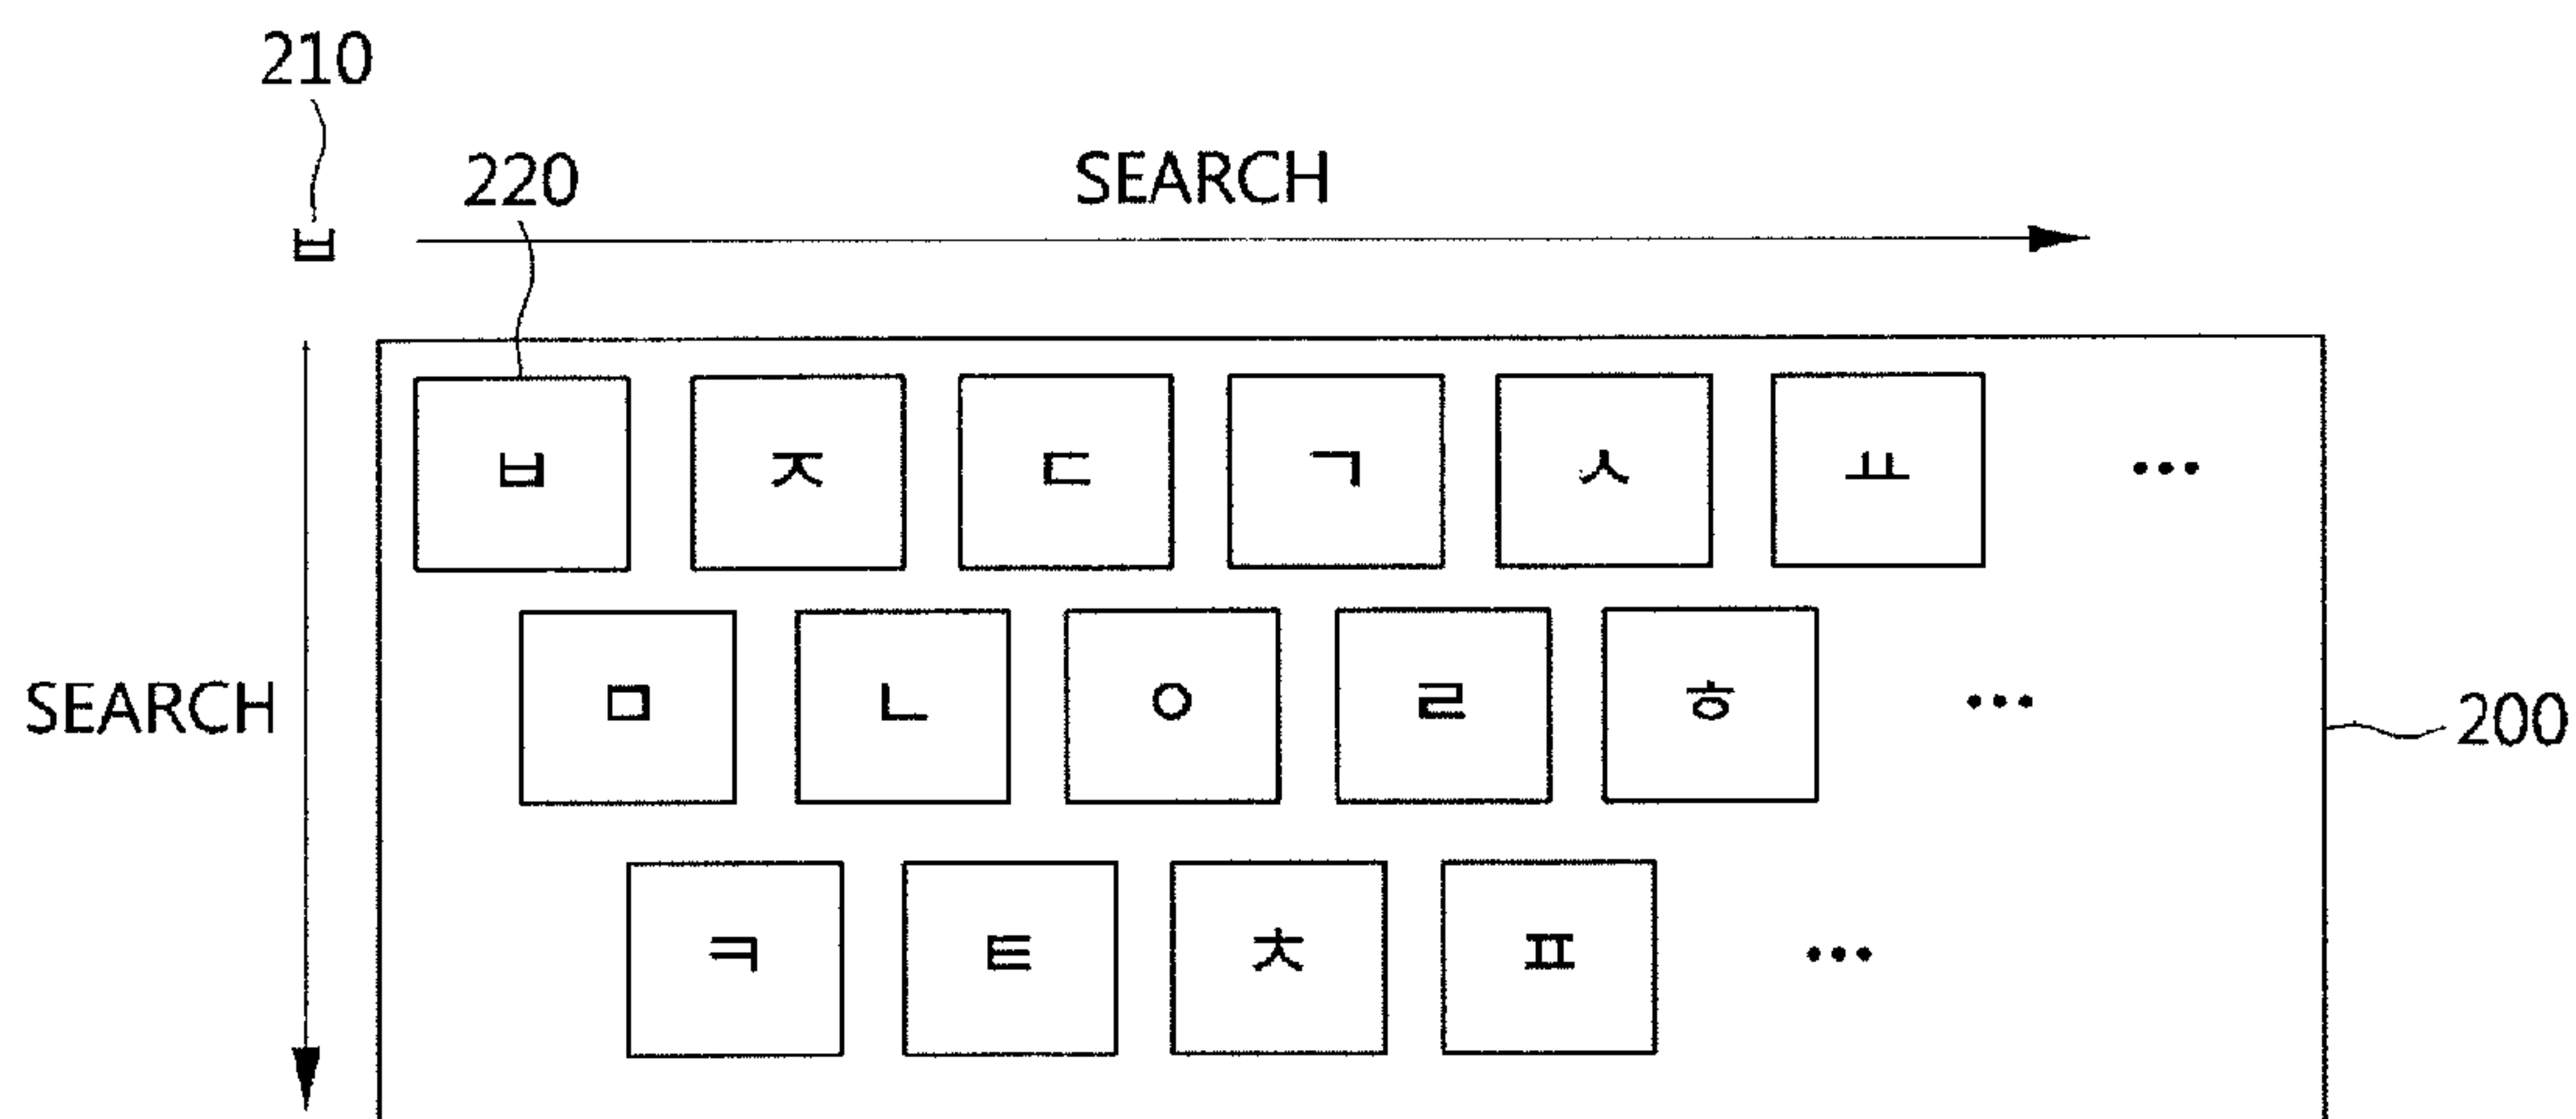 210
220
SEARCH
ㅂ
ㅂ ㅈ ㄷ ㄱ ㅅ ㅛ ...
SEARCH
ㅁ ㄴ ㅇ ㄹ ㅎ ...
200
ㅋ ㅌ ㅊ ㅍ ...